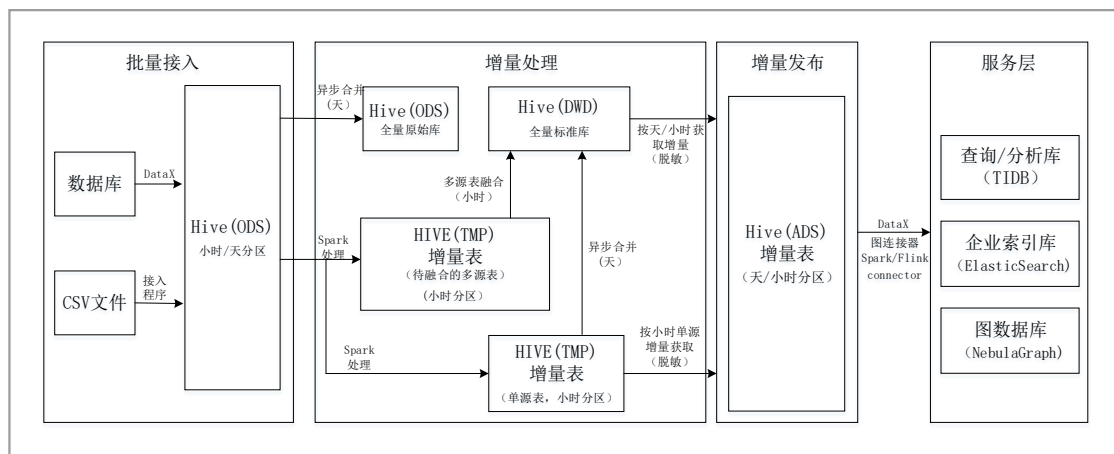 批量接入
数据库
DataX
CSV文件
接入
程序
Hive(ODS)
小时/天分区
增量处理
异步合并
(天)
Hive(ODS)
全量原始库
Hive(DWD)
全量标准库
多源表融合
(小时)
Spark
处理
HIVE(TMP)
增量表
(待融合的多源表)
(小时分区)
异步合并
(天)
Spark
处理
HIVE(TMP)
增量表
(单源表，小时分区)
按天/小时获
取增量
(脱敏)
按小时单源
增量获取
(脱敏)
增量发布
Hive(ADS)
增量表
(天/小时分区)
DataX
图连接器
Spark/Flink
connector
服务层
查询/分析库
(TIDB)
企业索引库
(ElasticSearch)
图数据库
(NebulaGraph)